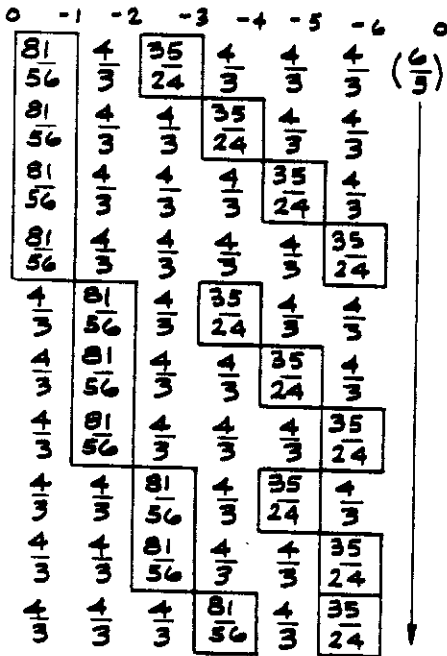 0 -1 -2 -3 -4 -5 -6 0
81/56 4/3 35/24 4/3 4/3 4/3 (6/5)
81/56 4/3 4/3 35/24 4/3 4/3
81/56 4/3 4/3 4/3 35/24 4/3
81/56 4/3 4/3 4/3 4/3 35/24
4/3 81/56 4/3 35/24 4/3 4/3
4/3 81/56 4/3 4/3 35/24 4/3
4/3 81/56 4/3 4/3 4/3 35/24
4/3 4/3 81/56 4/3 35/24 4/3
4/3 4/3 81/56 4/3 4/3 35/24
4/3 4/3 4/3 81/56 4/3 35/24